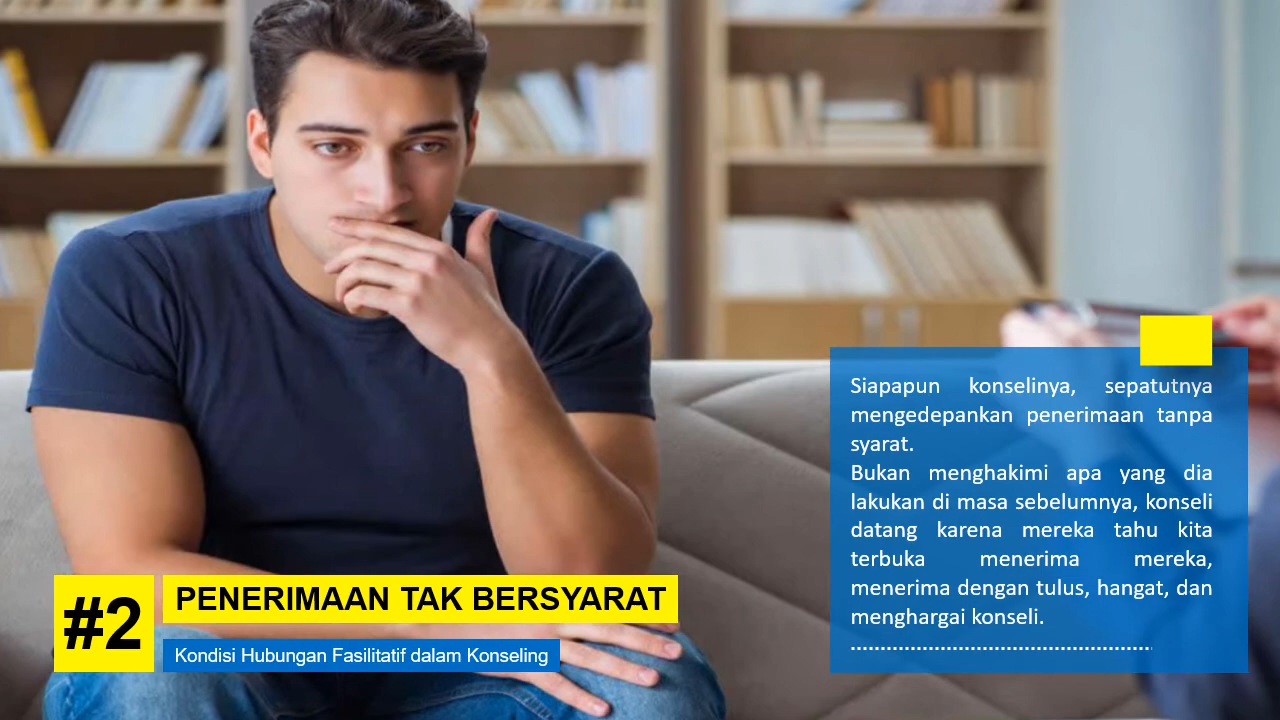 #2
PENERIMAAN TAK BERSYARAT
Kondisi Hubungan Fasilitatif dalam Konseling
Siapapun konselinya, sepatutnya
mengedepankan penerimaan tanpa
syarat.
Bukan menghakimi apa yang dia
lakukan di masa sebelumnya, konseli
datang karena mereka tahu kita
terbuka menerima mereka,
menerima dengan tulus, hangat, dan
menghargai konseli.